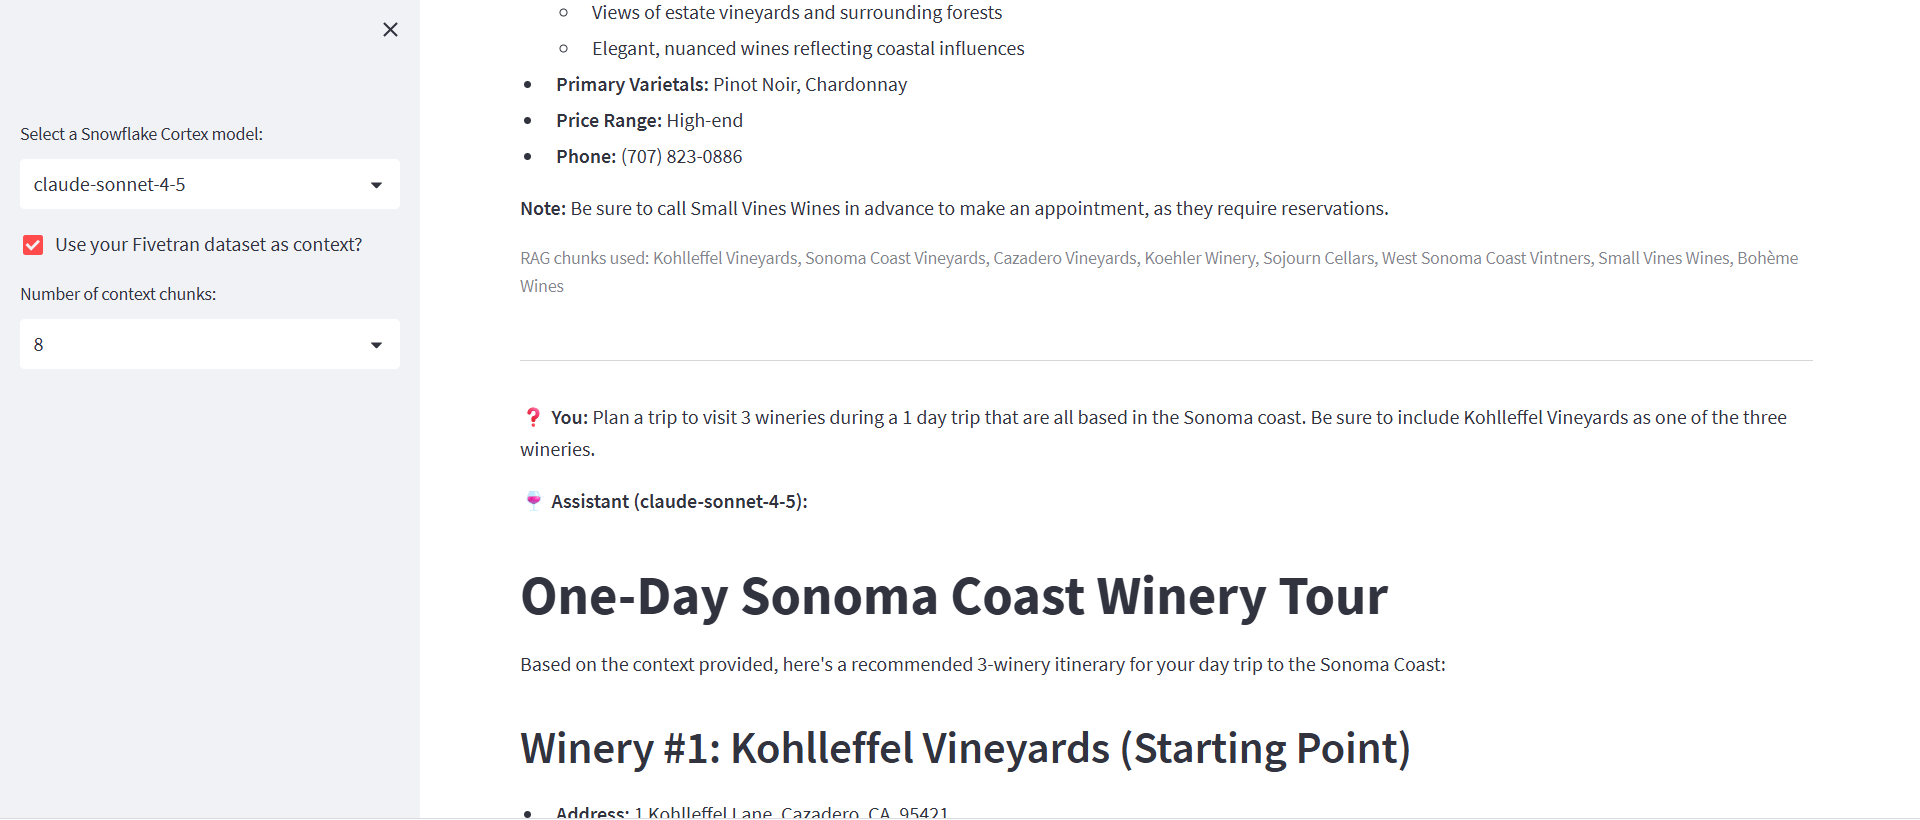 Select a Snowflake Cortex model:
claude-sonnet-4-5
Use your Fivetran dataset as context?
Number of context chunks:
8
Views of estate vineyards and surrounding forests
Elegant, nuanced wines reflecting coastal influences
Primary Varietals: Pinot Noir, Chardonnay
Price Range: High-end
Phone: (707) 823-0886
Note: Be sure to call Small Vines Wines in advance to make an appointment, as they require reservations.
RAG chunks used: Kohlleffel Vineyards, Sonoma Coast Vineyards, Cazadero Vineyards, Koehler Winery, Sojourn Cellars, West Sonoma Coast Vintners, Small Vines Wines, Bohème
Wines
You: Plan a trip to visit 3 wineries during a 1 day trip that are all based in the Sonoma coast. Be sure to include Kohlleffel Vineyards as one of the three
wineries.
Assistant (claude-sonnet-4-5):
One-Day Sonoma Coast Winery Tour
Based on the context provided, here's a recommended 3-winery itinerary for your day trip to the Sonoma Coast:
Winery #1: Kohlleffel Vineyards (Starting Point)
Address: 1 Kohlleffel Lane, Cazadero, CA, 95421